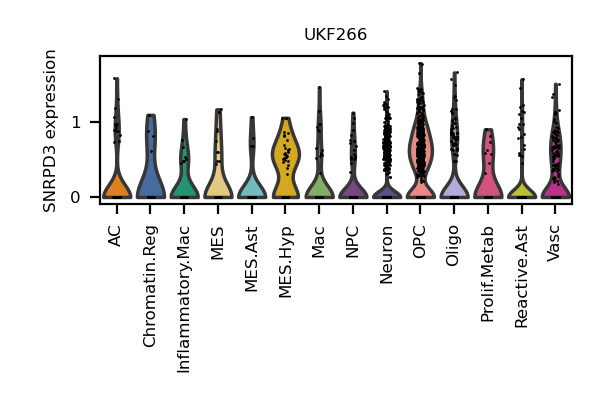 UKF266
SNRPD3 expression
1
0
AC
Chromatin.Reg
Inflammatory.Mac
MES
MES.Ast
MES.Hyp
Mac
NPC
Neuron
OPC
Oligo
Prolif.Metab
Reactive.Ast
Vasc